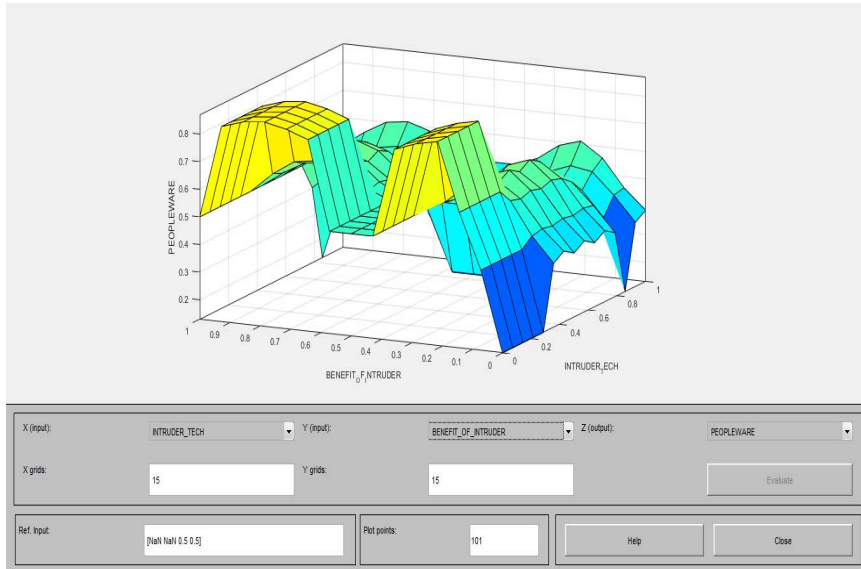 0.8
0.7
0.6
0.5
0.4
0.3
0.2
PEOPLEWARE
1
0.9
0.8
0.7
0.6
0.5
0.4
0.3
0.2
0.1
0
BENEFIT_OF_INTRUDER
0
0.2
0.4
0.6
0.8
1
INTRUDER_TECH
X (input):
INTRUDER_TECH
Y (input):
BENEFIT_OF_INTRUDER
Z (output):
PEOPLEWARE
X grids:
15
Y grids:
15
Evaluate
Ref. Input:
[NaN NaN 0.5 0.5]
Plot points:
101
Help
Close